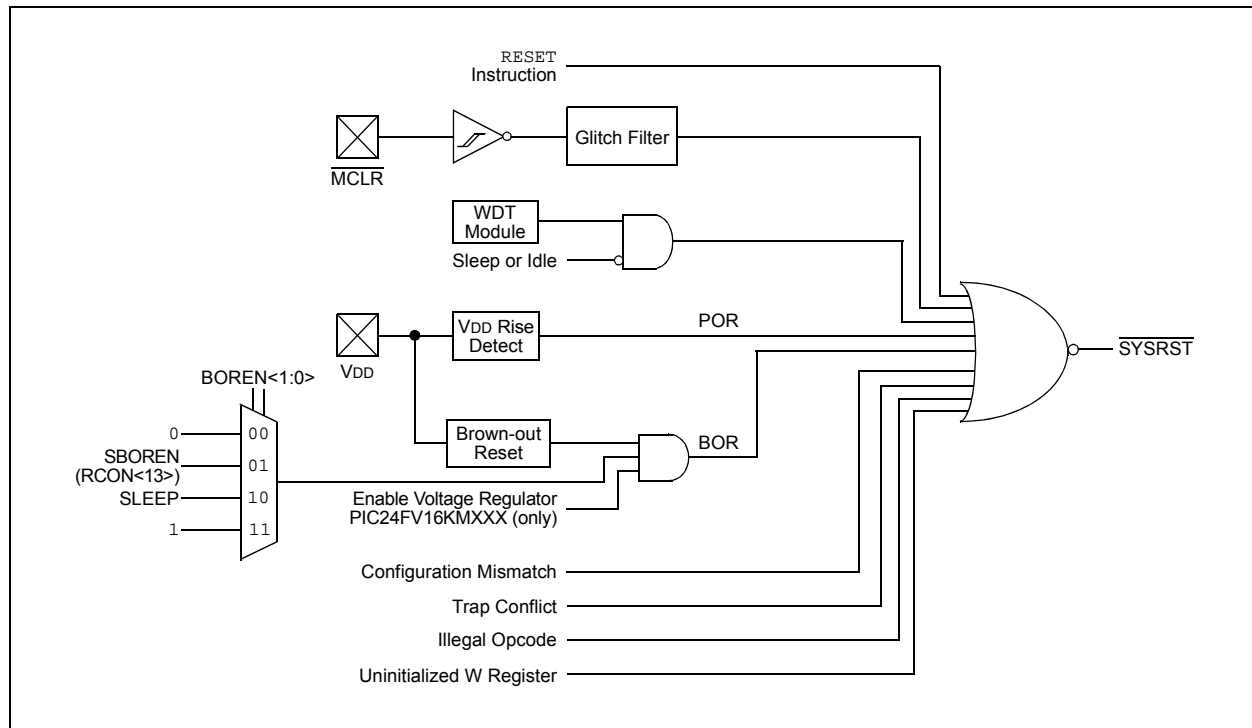 RESET
Instruction
MCLR
Glitch Filter
WDT
Module
Sleep or Idle
VDD
VDD Rise
Detect
POR
SYSRST
BOREN<1:0>
0
00
SBOREN
(RCON<13>)
01
SLEEP
10
1
11
Brown-out
Reset
BOR
Enable Voltage Regulator
PIC24FV16KMXXX (only)
Configuration Mismatch
Trap Conflict
Illegal Opcode
Uninitialized W Register